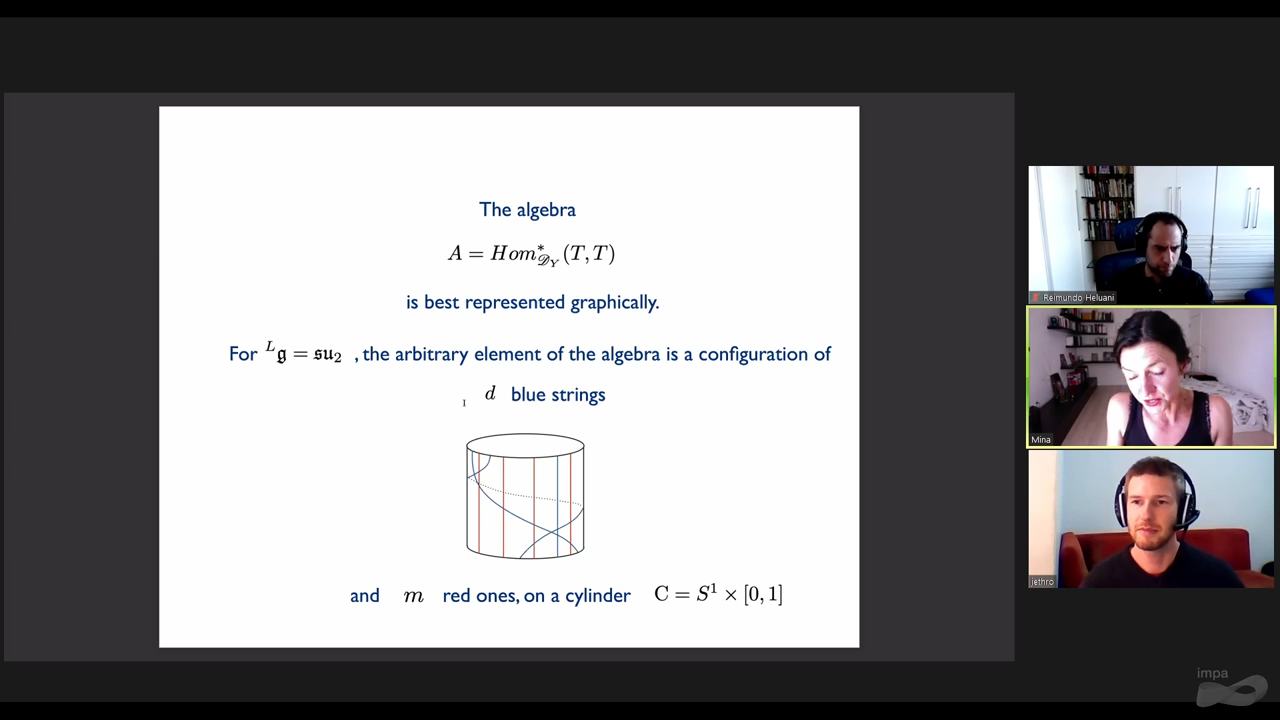 The algebra
A = Hom*_{𝒟_Y}(T, T)
is best represented graphically.
For ᴸ𝔤 = 𝔰𝔲₂ , the arbitrary element of the algebra is a configuration of
d blue strings
and m red ones, on a cylinder C = S¹ × [0, 1]
Reimundo Heluani
Mina
jethro
impa